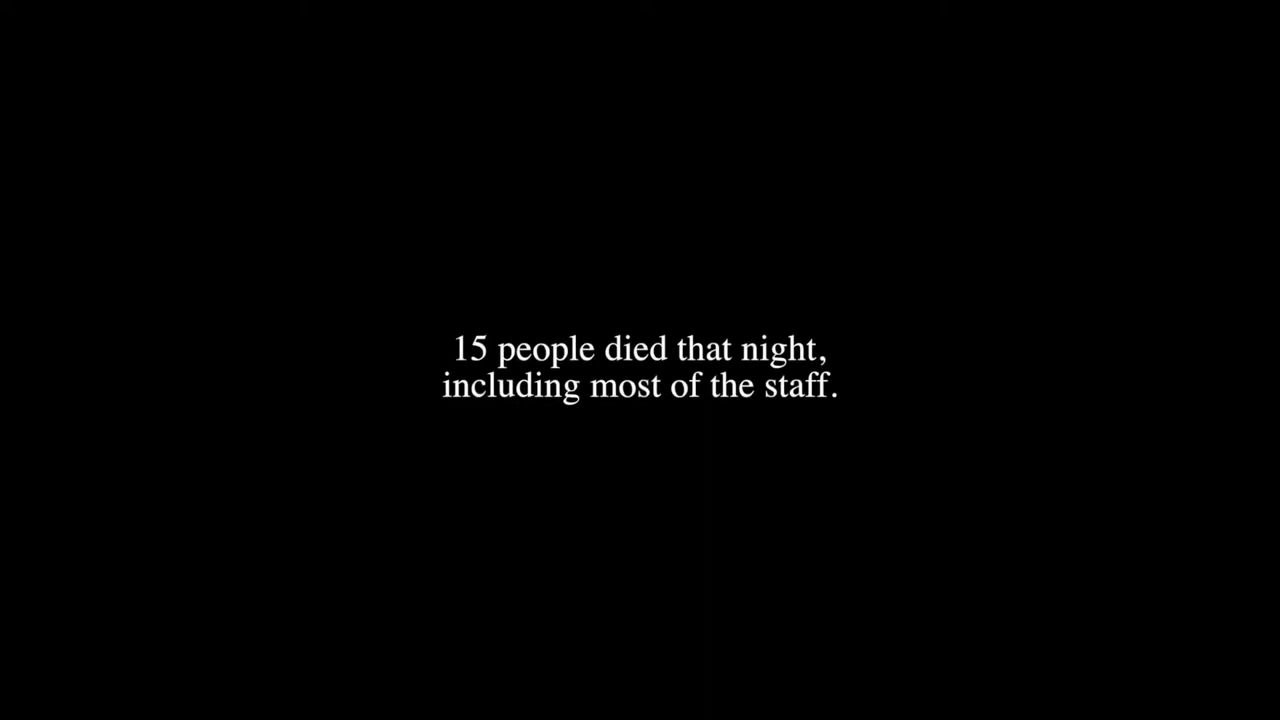 15 people died that night,
including most of the staff.